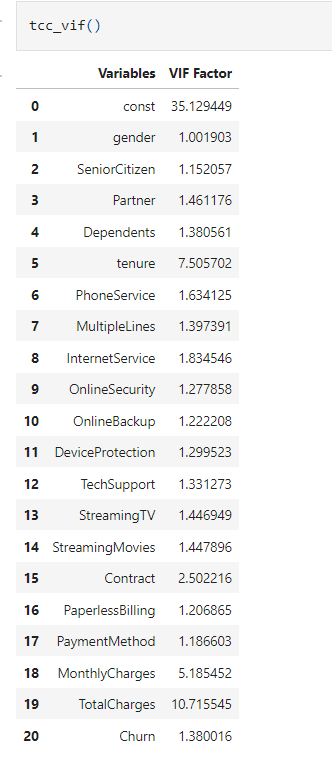 tcc_vif()
Variables VIF Factor
0 const 35.129449
1 gender 1.001903
2 SeniorCitizen 1.152057
3 Partner 1.461176
4 Dependents 1.380561
5 tenure 7.505702
6 PhoneService 1.634125
7 MultipleLines 1.397391
8 InternetService 1.834546
9 OnlineSecurity 1.277858
10 OnlineBackup 1.222208
11 DeviceProtection 1.299523
12 TechSupport 1.331273
13 StreamingTV 1.446949
14 StreamingMovies 1.447896
15 Contract 2.502216
16 PaperlessBilling 1.206865
17 PaymentMethod 1.186603
18 MonthlyCharges 5.185452
19 TotalCharges 10.715545
20 Churn 1.380016